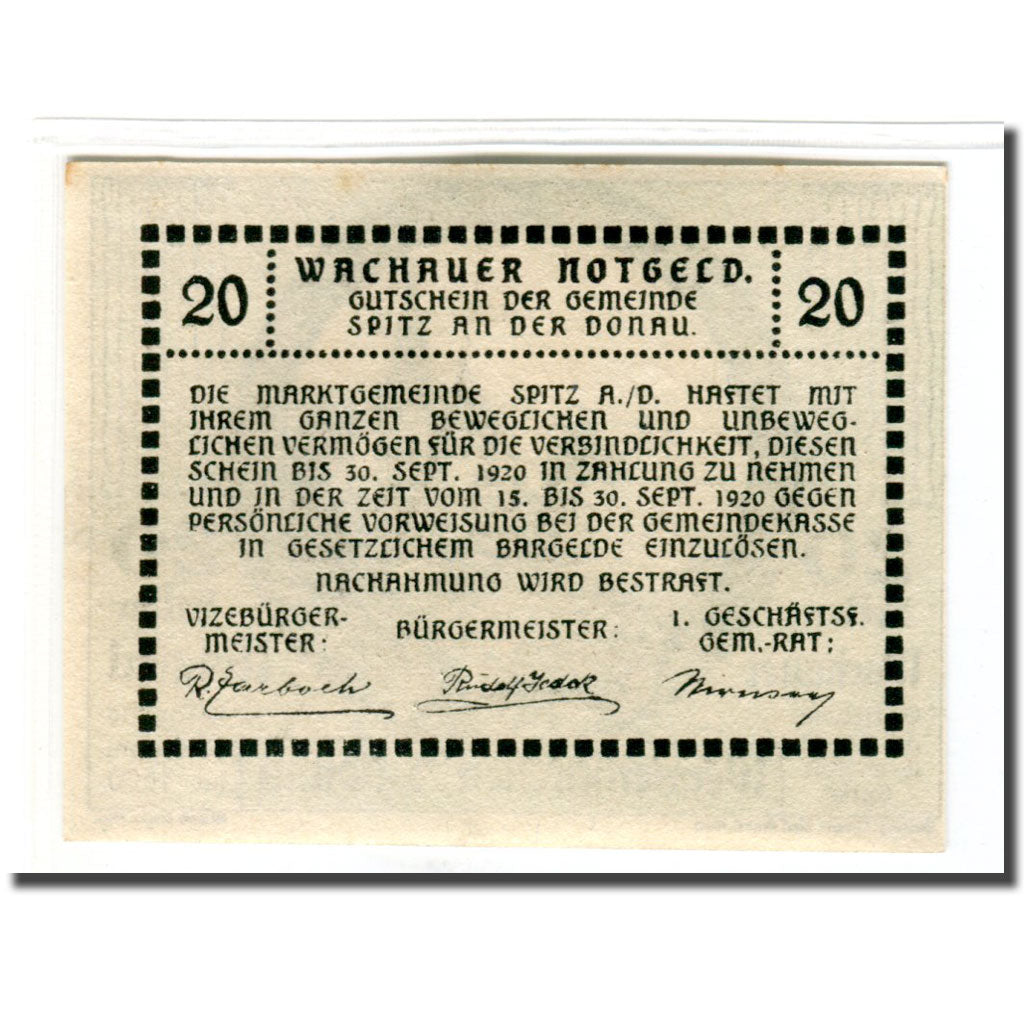 20 WACHAUER NOTGELD. 20
GUTSCHEIN DER GEMEINDE
SPITZ AN DER DONAU.
DIE MARKTGEMEINDE SPITZ A./D. HAFTET MIT
IHREM GANZEN BEWEGLICHEN UND UNBEWEG-
LICHEN VERMÖGEN FÜR DIE VERBINDLICHKEIT, DIESEN
SCHEIN BIS 30. SEPT. 1920 IN ZAHLUNG ZU NEHMEN
UND IN DER ZEIT VOM 15. BIS 30. SEPT. 1920 GEGEN
PERSÖNLICHE VORWEISUNG BEI DER GEMEINDEKASSE
IN GESETZLICHEM BARGELDE EINZULÖSEN.
NACHAHMUNG WIRD BESTRAFT.
VIZEBÜRGER-
MEISTER:
BÜRGERMEISTER:
1. GESCHÄFTSF.
GEM.-RAT:
R.
Rudolf